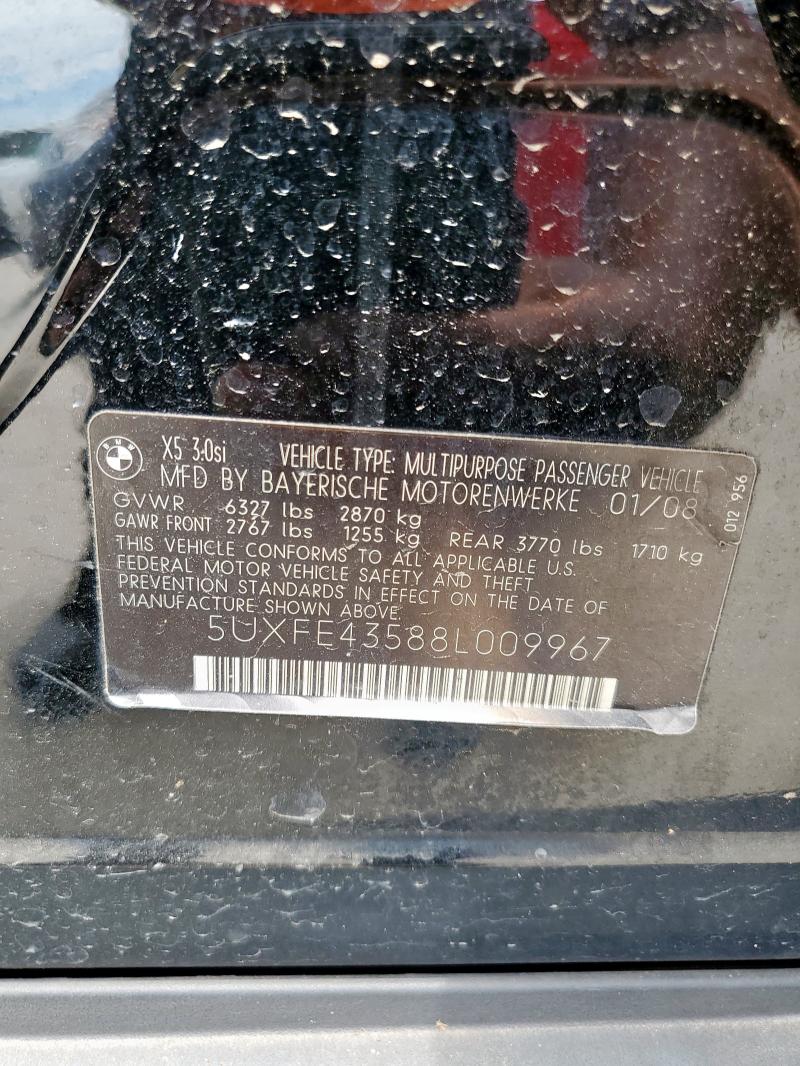 BMW
X5 3.0si VEHICLE TYPE: MULTIPURPOSE PASSENGER VEHICLE
MFD BY BAYERISCHE MOTORENWERKE 01/08
GVWR 6327 lbs 2870 kg
GAWR FRONT 2767 lbs 1255 kg REAR 3770 lbs 1710 kg
THIS VEHICLE CONFORMS TO ALL APPLICABLE U.S.
FEDERAL MOTOR VEHICLE SAFETY AND THEFT
PREVENTION STANDARDS IN EFFECT ON THE DATE OF
MANUFACTURE SHOWN ABOVE.
5UXFE43588L009967
7 012 956